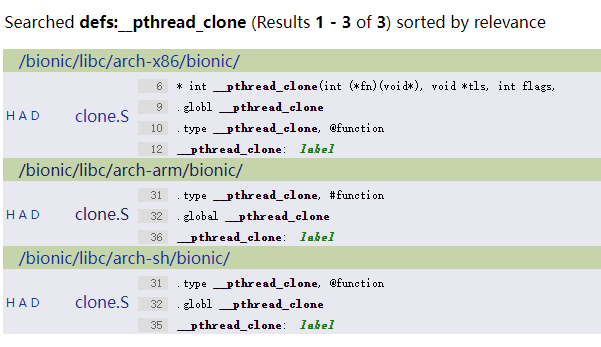 Searched defs:__pthread_clone (Results 1 - 3 of 3) sorted by relevance
/bionic/libc/arch-x86/bionic/
H A D clone.S
6 * int __pthread_clone(int (*fn)(void*), void *tls, int flags,
9 .globl __pthread_clone
10 .type __pthread_clone, @function
12 __pthread_clone: label
/bionic/libc/arch-arm/bionic/
H A D clone.S
31 .type __pthread_clone, #function
32 .global __pthread_clone
36 __pthread_clone: label
/bionic/libc/arch-sh/bionic/
H A D clone.S
31 .type __pthread_clone, @function
32 .globl __pthread_clone
35 __pthread_clone: label